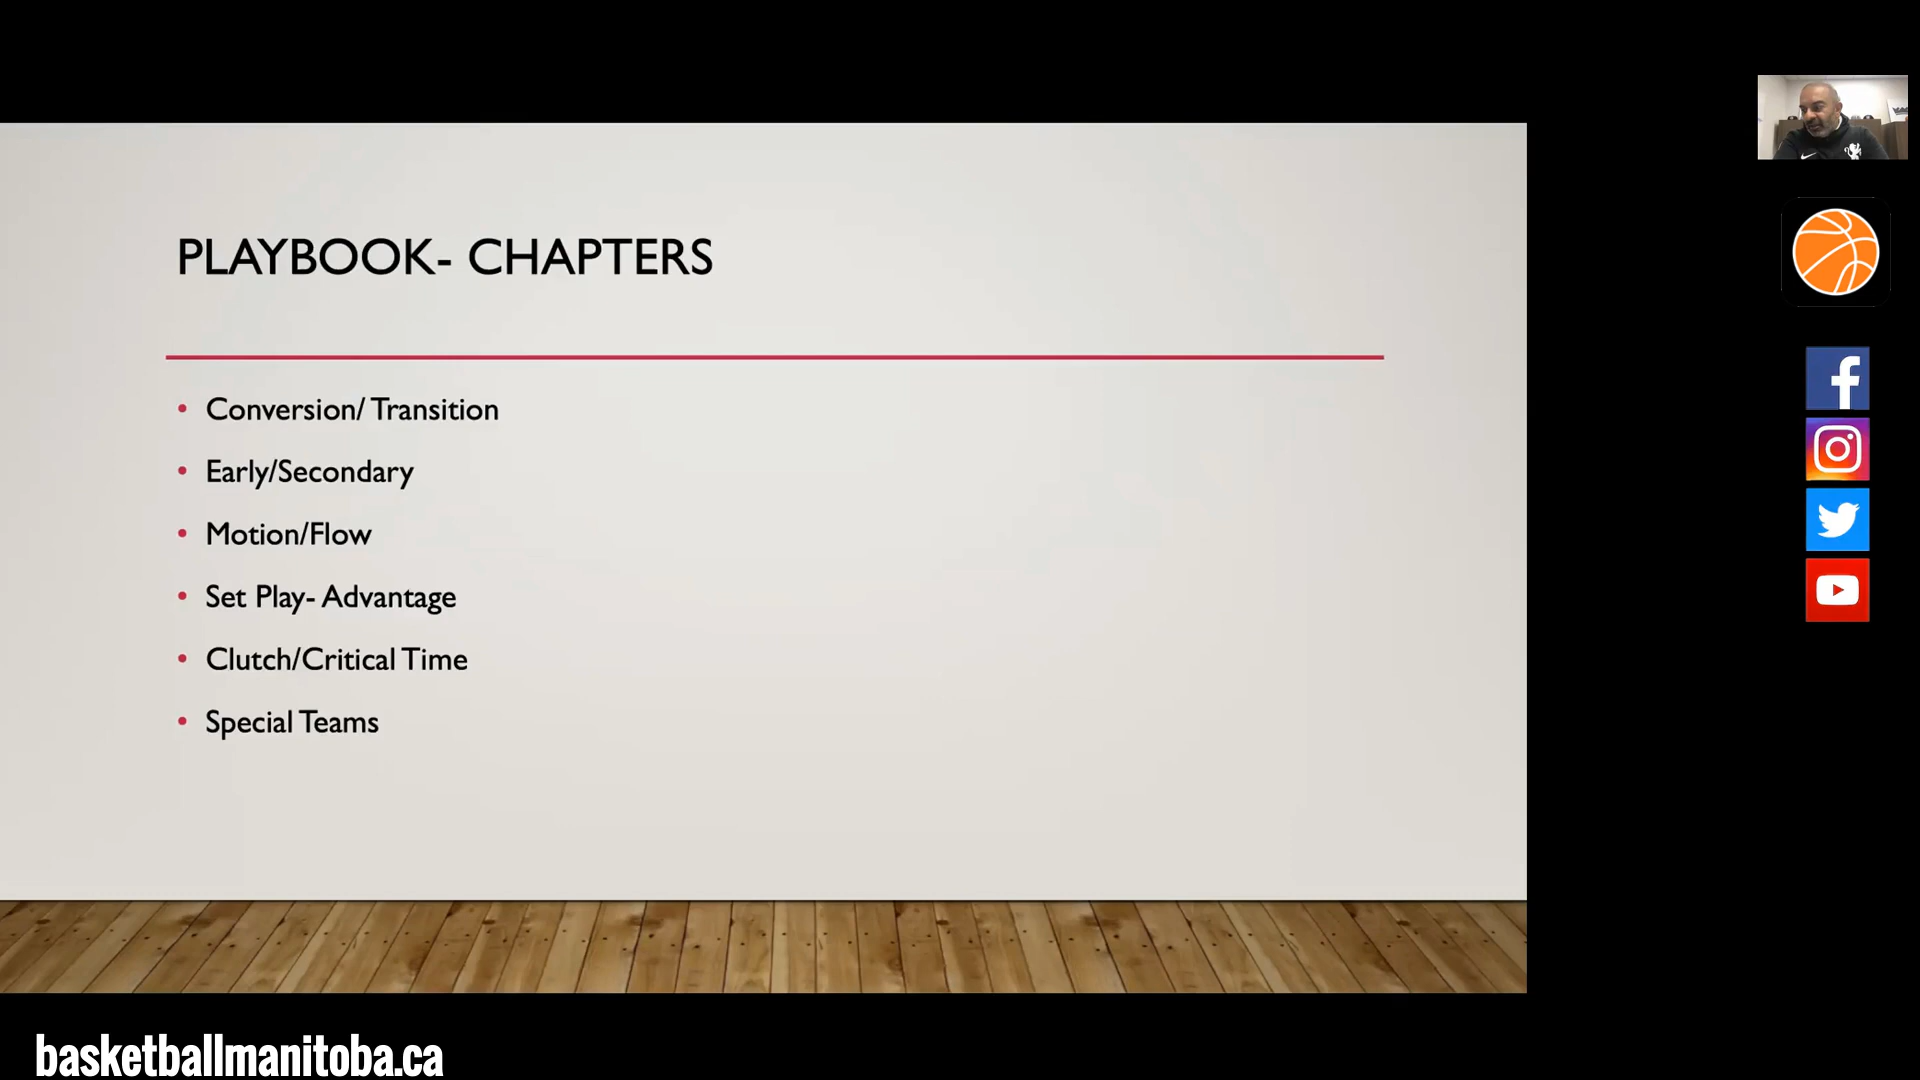 PLAYBOOK- CHAPTERS
• Conversion/ Transition
• Early/Secondary
• Motion/Flow
• Set Play- Advantage
• Clutch/Critical Time
• Special Teams
basketballmanitoba.ca